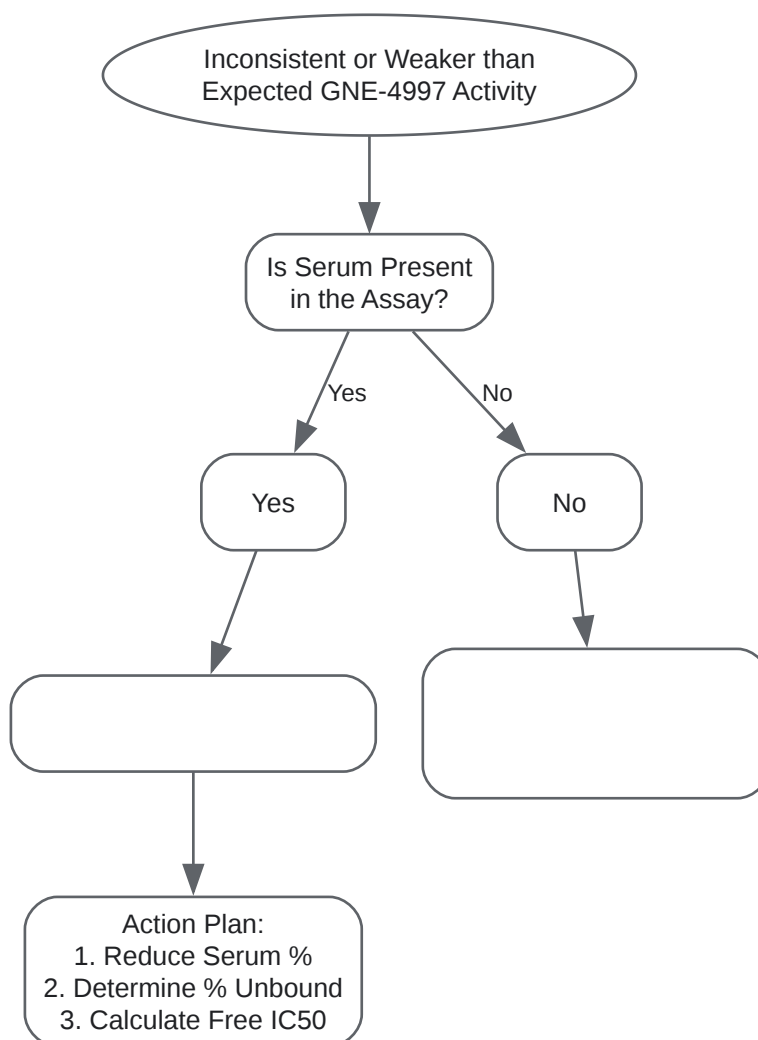 Inconsistent or Weaker than
Expected GNE-4997 Activity
Is Serum Present
in the Assay?
Yes
No
Yes
No
Action Plan:
1. Reduce Serum %
2. Determine % Unbound
3. Calculate Free IC50